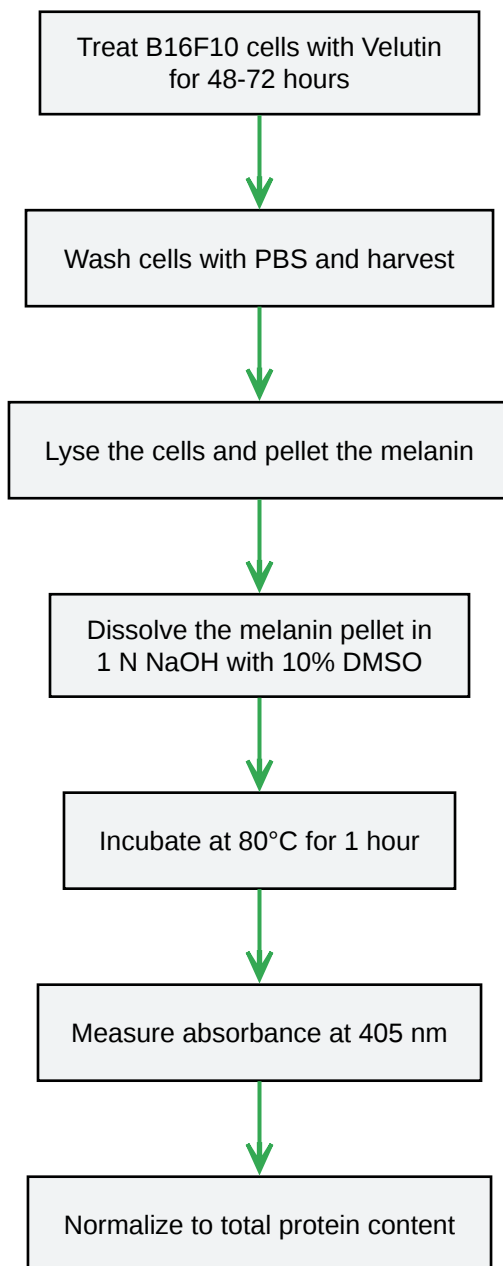 Treat B16F10 cells with Velutin
for 48-72 hours
Wash cells with PBS and harvest
Lyse the cells and pellet the melanin
Dissolve the melanin pellet in
1 N NaOH with 10% DMSO
Incubate at 80°C for 1 hour
Measure absorbance at 405 nm
Normalize to total protein content